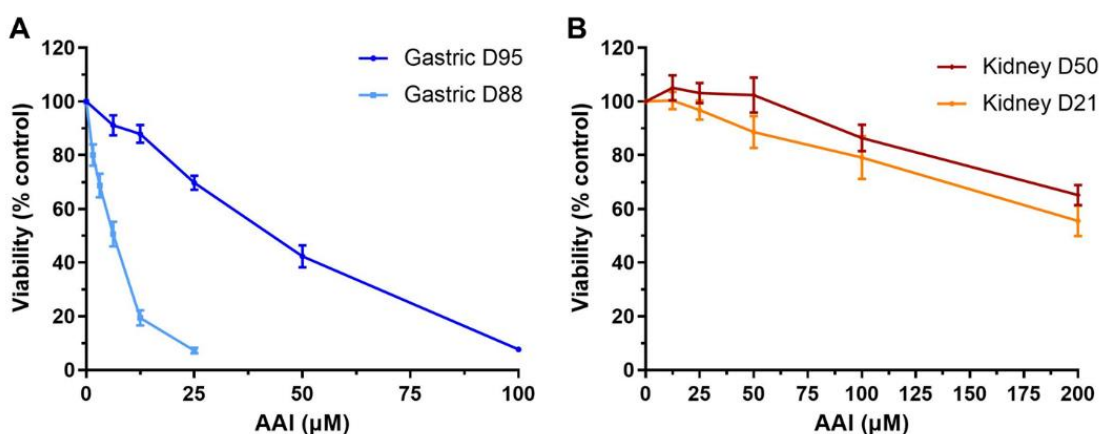 A
120
100
80
60
40
20
0
Viability (% control)
0 25 50 75 100
AAI (µM)
Gastric D95
Gastric D88
B
120
100
80
60
40
20
0
Viability (% control)
0 25 50 75 100 125 150 175 200
AAI (µM)
Kidney D50
Kidney D21